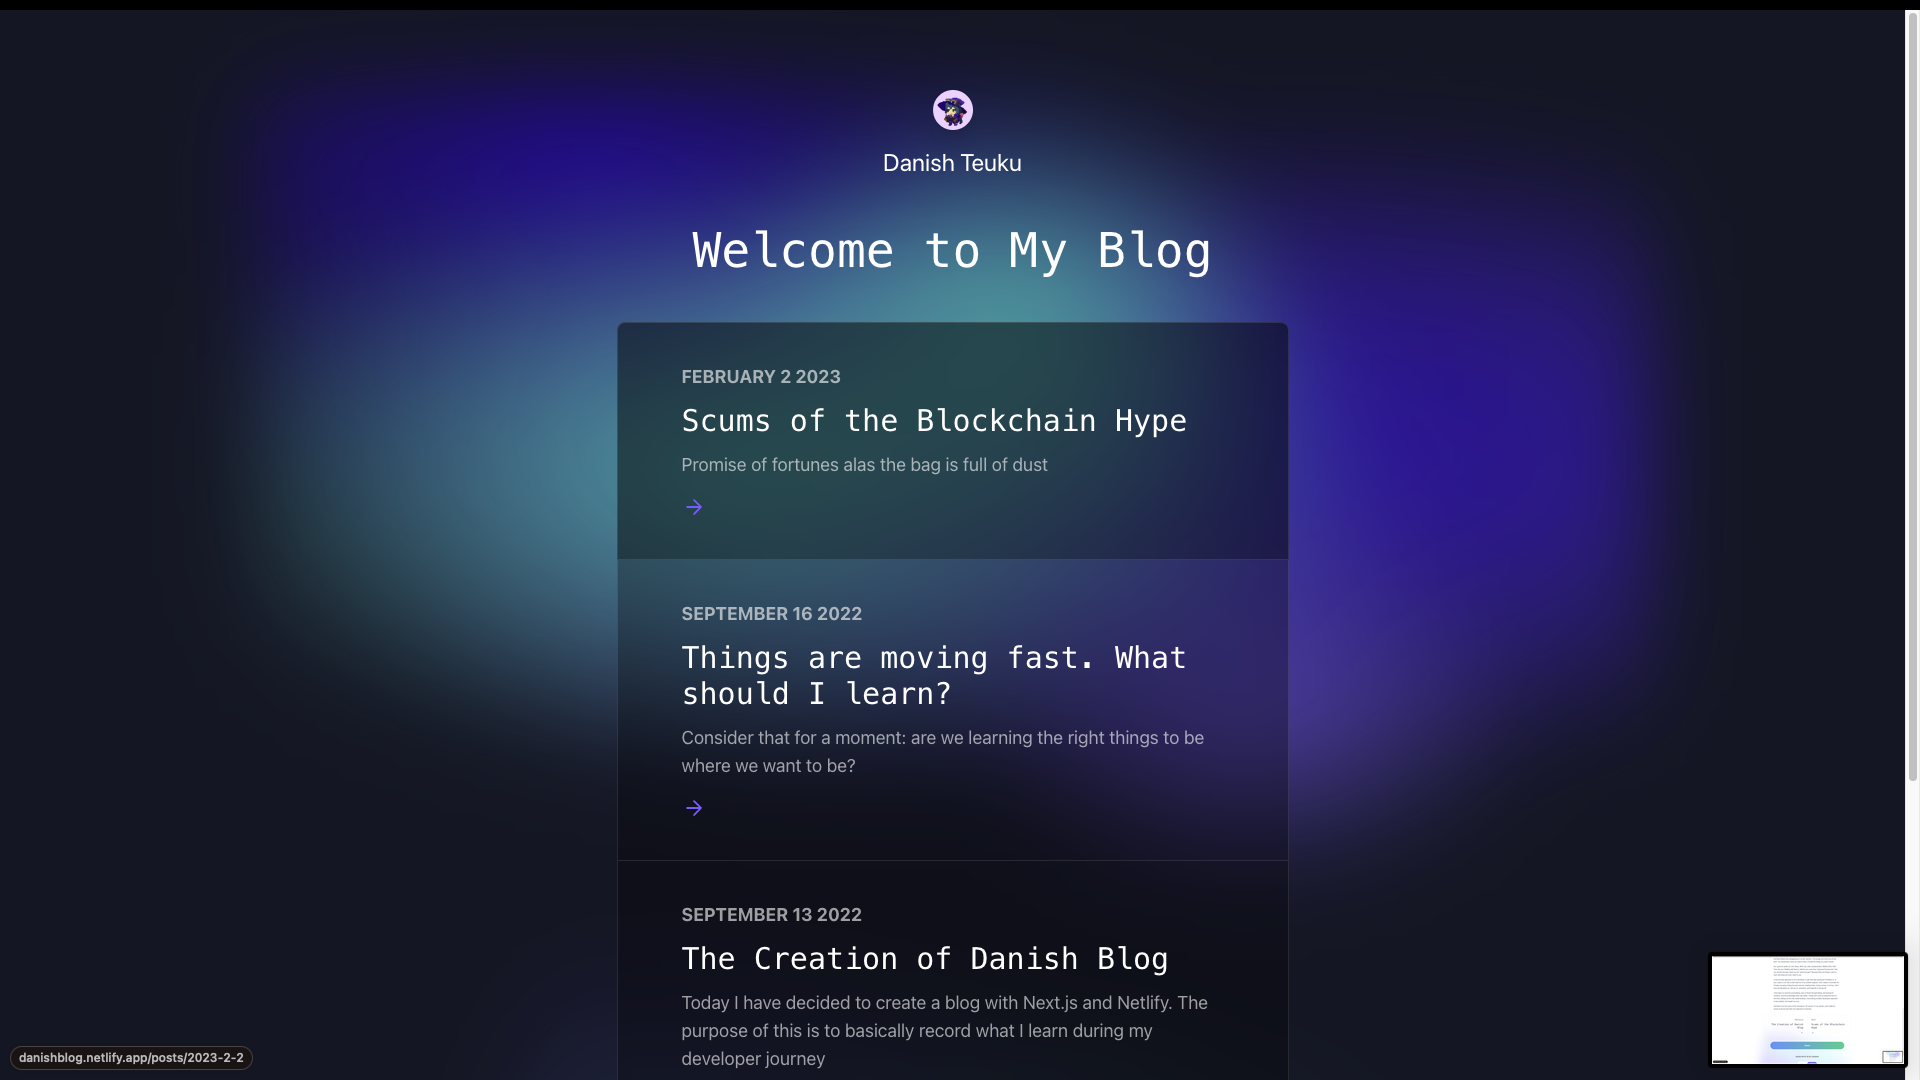 Danish Teuku
Welcome to My Blog
FEBRUARY 2 2023
Scums of the Blockchain Hype
Promise of fortunes alas the bag is full of dust
SEPTEMBER 16 2022
Things are moving fast. What
should I learn?
Consider that for a moment: are we learning the right things to be
where we want to be?
SEPTEMBER 13 2022
The Creation of Danish Blog
Today I have decided to create a blog with Next.js and Netlify. The
purpose of this is to basically record what I learn during my
developer journey
danishblog.netlify.app/posts/2023-2-2